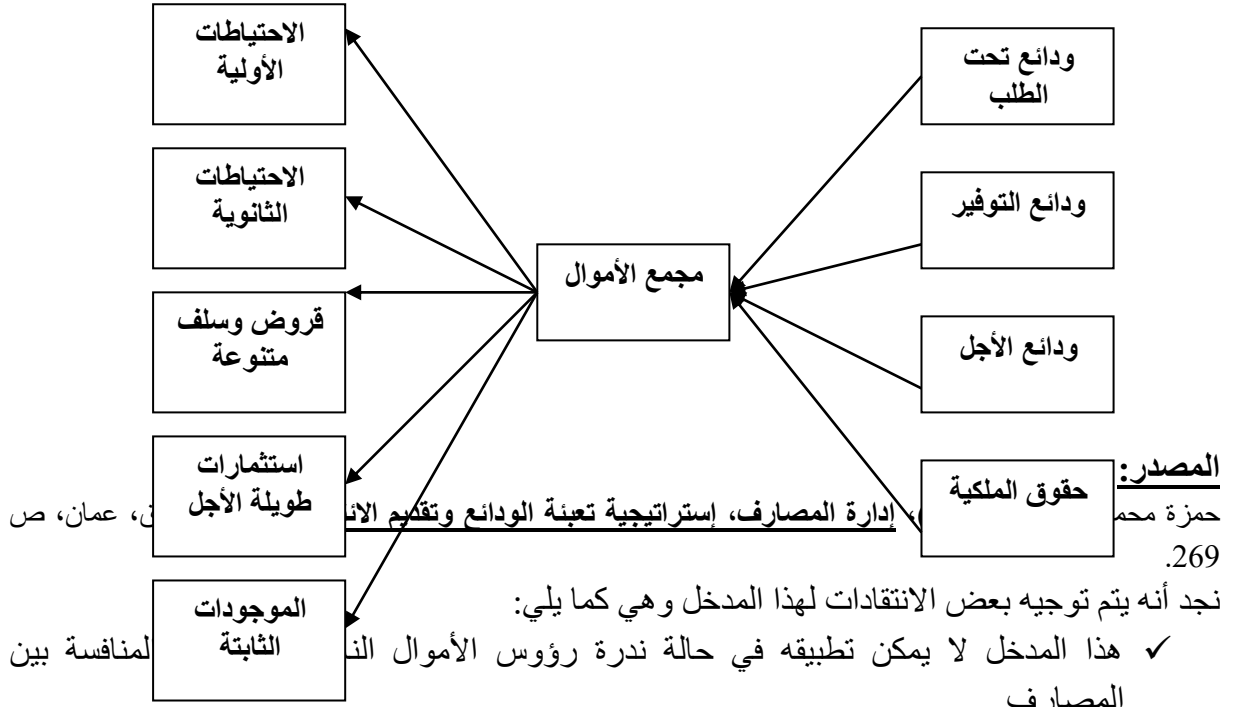 ودائع تحت
الطلب
ودائع التوفير
ودائع الأجل
حقوق الملكية
مجمع الأموال
الاحتياطات
الأولية
الاحتياطات
الثانوية
قروض وسلف
متنوعة
استثمارات
طويلة الأجل
الموجودات
الثابتة
المصدر:
حمزة ، إدارة المصارف، إستراتيجية تعبئة الودائع وتقديم ، عمان، ص
269.
نجد أنه يتم توجيه بعض الانتقادات لهذا المدخل وهي كما يلي:
✓ هذا المدخل لا يمكن تطبيقه في حالة ندرة رؤوس الأموال لمنافسة بين
المصارف